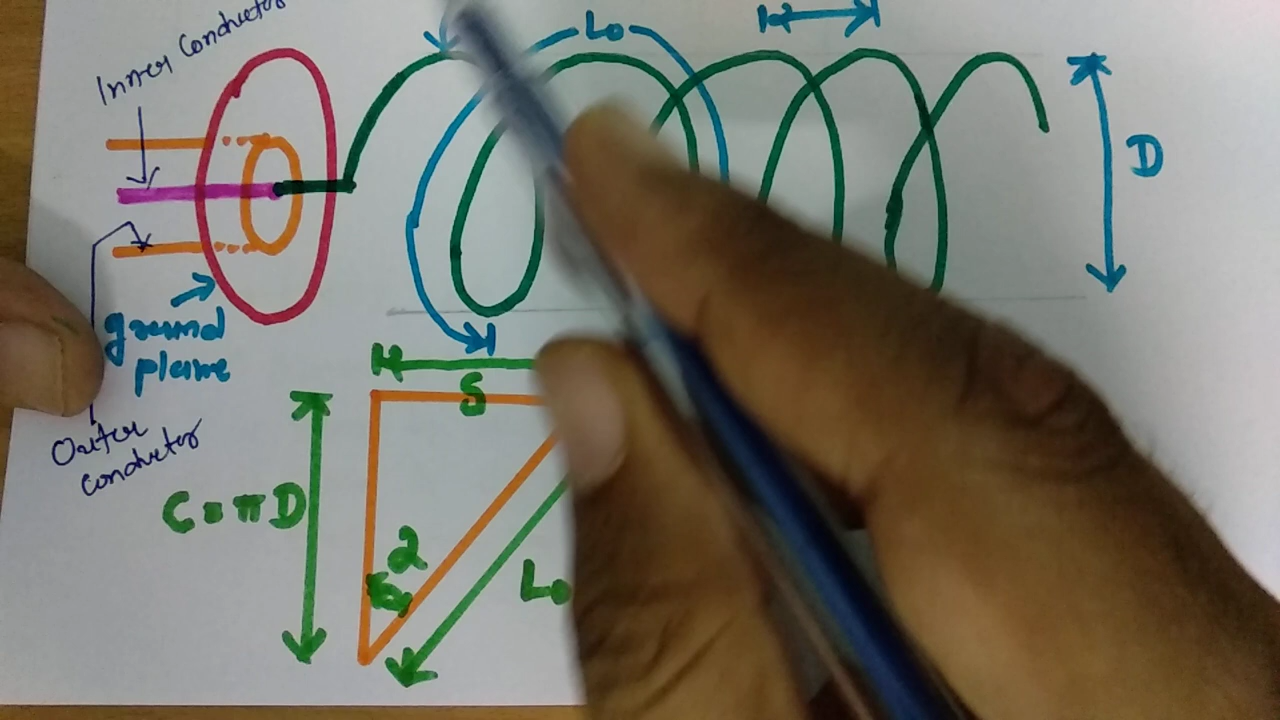 Inner Conductor
Lo
D
ground
plane
Outer
conductor
S
C = πD
α
Lo